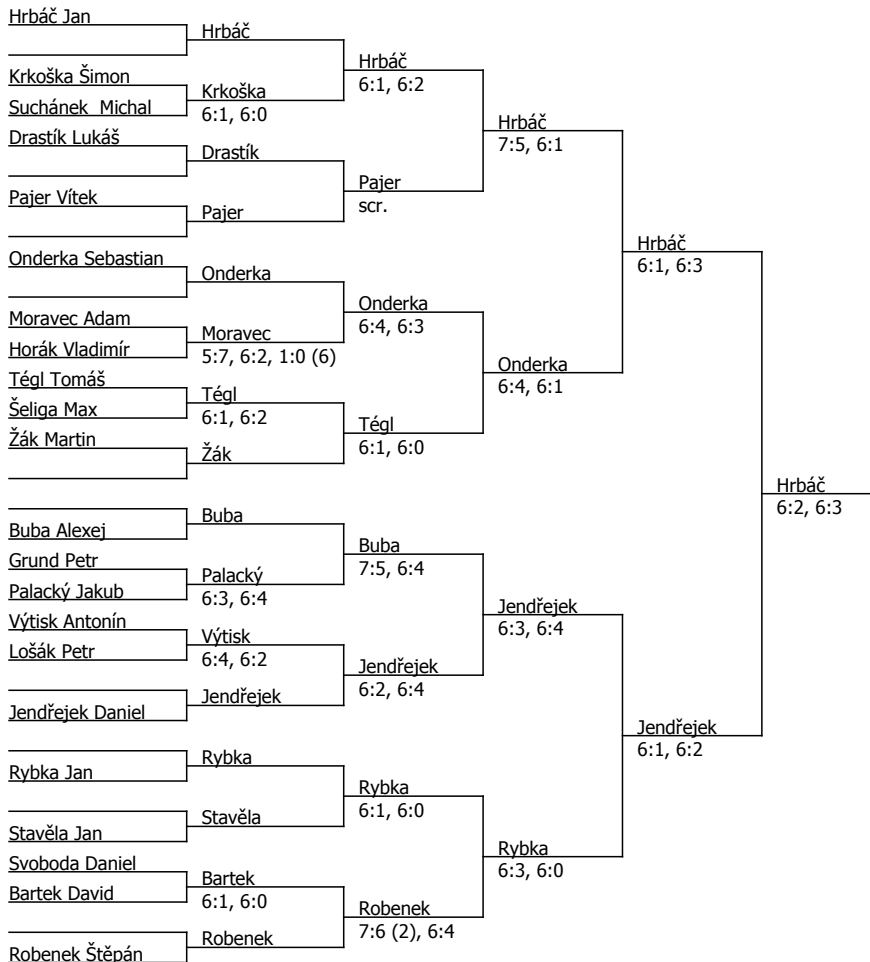 Hrbáč Jan
Hrbáč
Hrbáč
6:1, 6:2
Krkoška Šimon
Krkoška
6:1, 6:0
Suchánek  Michal
Hrbáč
7:5, 6:1
Drastík Lukáš
Drastík
Pajer
scr.
Pajer Vítek
Pajer
Hrbáč
6:1, 6:3
Onderka Sebastian
Onderka
Onderka
6:4, 6:3
Moravec Adam
Moravec
5:7, 6:2, 1:0 (6)
Horák Vladimír
Onderka
6:4, 6:1
Tégl Tomáš
Tégl
6:1, 6:2
Šeliga Max
Tégl
6:1, 6:0
Žák Martin
Žák
Hrbáč
6:2, 6:3
Buba
Buba Alexej
Buba
7:5, 6:4
Grund Petr
Palacký
6:3, 6:4
Palacký Jakub
Jendřejek
6:3, 6:4
Výtisk Antonín
Výtisk
6:4, 6:2
Lošák Petr
Jendřejek
6:2, 6:4
Jendřejek
Jendřejek Daniel
Jendřejek
6:1, 6:2
Rybka
Rybka Jan
Rybka
6:1, 6:0
Stavěla
Stavěla Jan
Rybka
6:3, 6:0
Svoboda Daniel
Bartek
6:1, 6:0
Bartek David
Robenek
7:6 (2), 6:4
Robenek
Robenek Štěpán